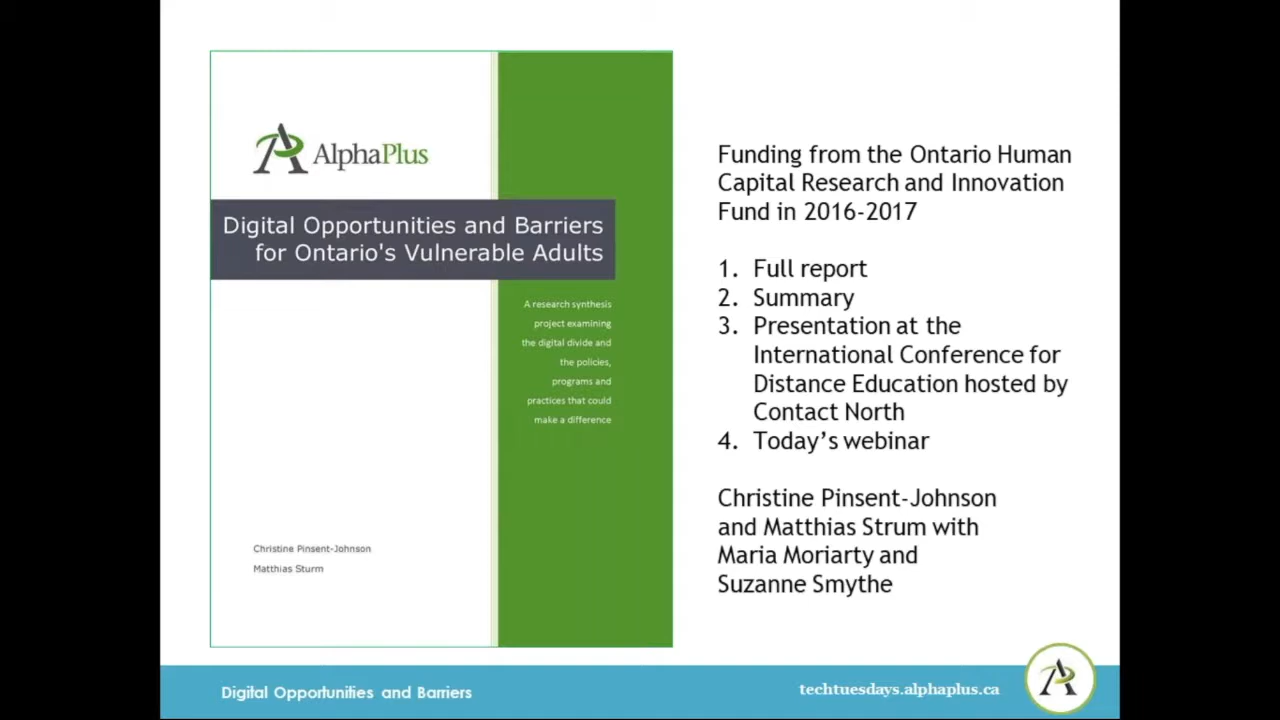 AlphaPlus
Digital Opportunities and Barriers
for Ontario's Vulnerable Adults
A research synthesis
project examining
the digital divide and
the policies,
programs and
practices that could
make a difference
Christine Pinsent-Johnson
Matthias Sturm
Funding from the Ontario Human
Capital Research and Innovation
Fund in 2016-2017
1. Full report
2. Summary
3. Presentation at the
International Conference for
Distance Education hosted by
Contact North
4. Today's webinar
Christine Pinsent-Johnson
and Matthias Strum with
Maria Moriarty and
Suzanne Smythe
Digital Opportunities and Barriers
techtuesdays.alphaplus.ca